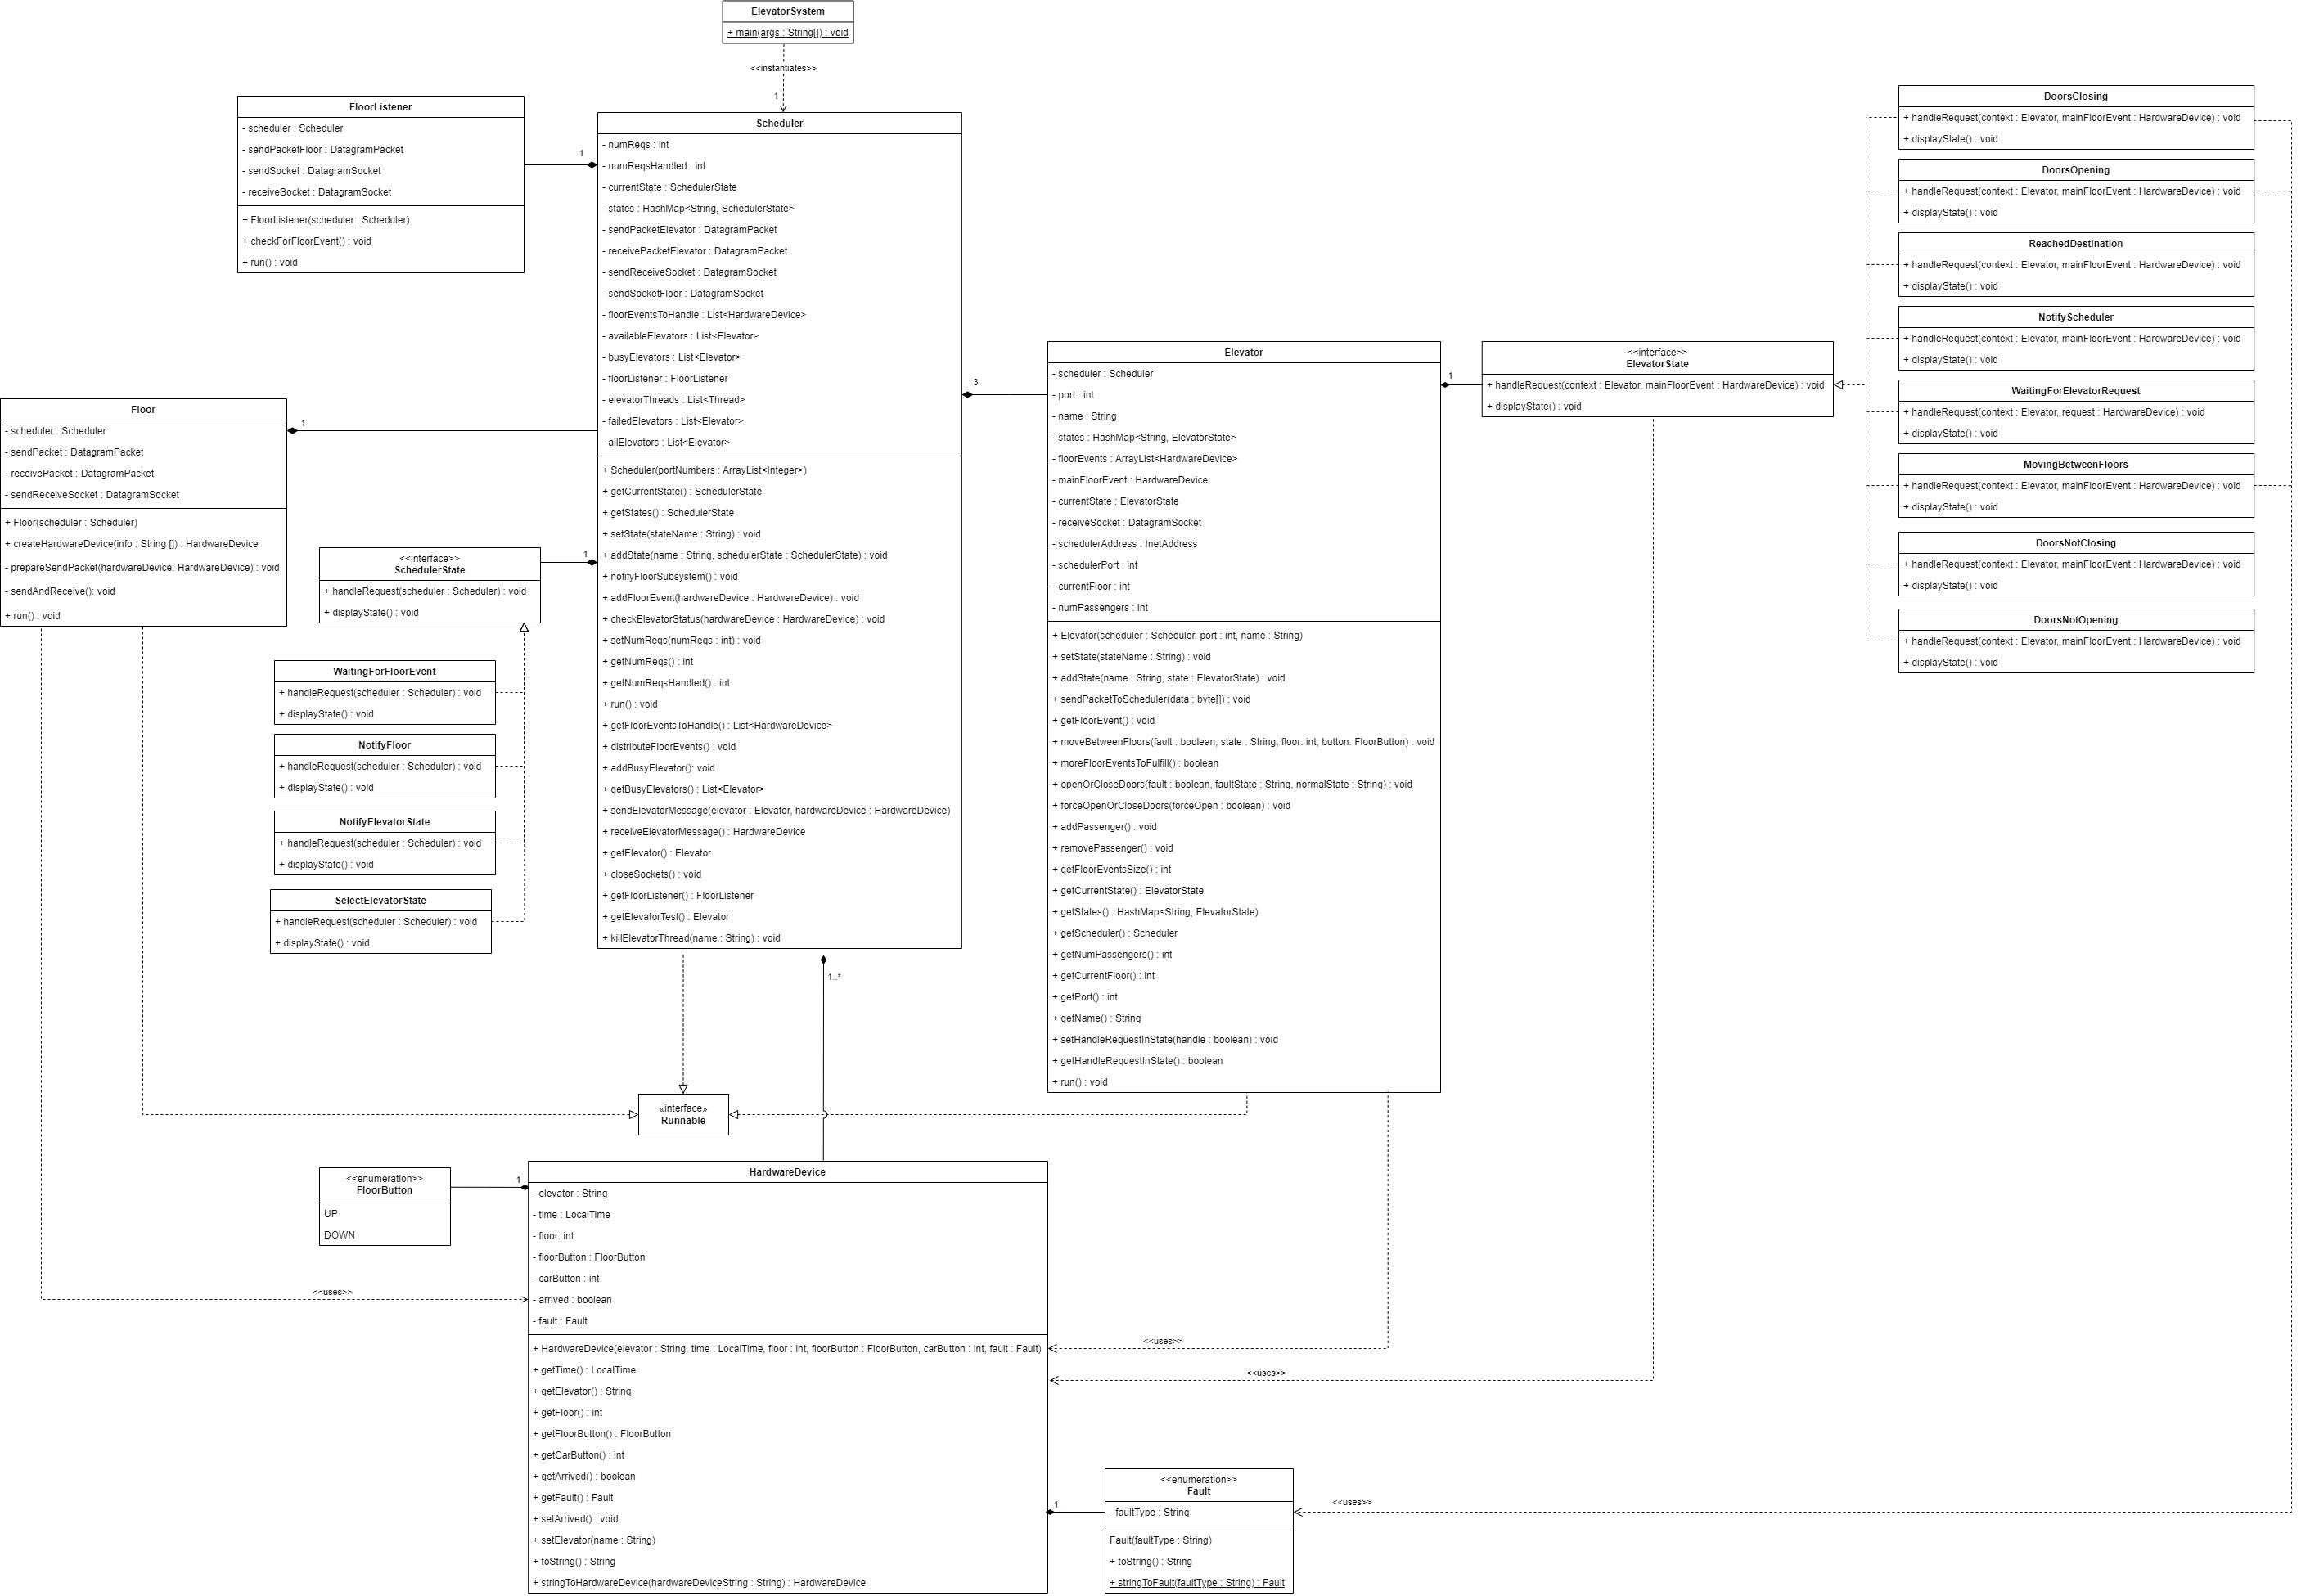 ElevatorSystem
+ main(args : String[]) : void
<<instantiates>>
1
FloorListener
- scheduler : Scheduler
- sendPacketFloor : DatagramPacket
- sendSocket : DatagramSocket
- receiveSocket : DatagramSocket
+ FloorListener(scheduler : Scheduler)
+ checkForFloorEvent() : void
+ run() : void
1
Scheduler
- numReqs : int
- numReqsHandled : int
- currentState : SchedulerState
- states : HashMap<String, SchedulerState>
- sendPacketElevator : DatagramPacket
- receivePacketElevator : DatagramPacket
- sendReceiveSocket : DatagramSocket
- sendSocketFloor : DatagramSocket
- floorEventsToHandle : List<HardwareDevice>
- availableElevators : List<Elevator>
- busyElevators : List<Elevator>
- floorListener : FloorListener
- elevatorThreads : List<Thread>
- failedElevators : List<Elevator>
- allElevators : List<Elevator>
+ Scheduler(portNumbers : ArrayList<Integer>)
+ getCurrentState() : SchedulerState
+ getStates() : SchedulerState
+ setState(stateName : String) : void
+ addState(name : String, schedulerState : SchedulerState) : void
+ notifyFloorSubsystem() : void
+ addFloorEvent(hardwareDevice : HardwareDevice) : void
+ checkElevatorStatus(hardwareDevice : HardwareDevice) : void
+ setNumReqs(numReqs : int) : void
+ getNumReqs() : int
+ getNumReqsHandled() : int
+ run() : void
+ getFloorEventsToHandle() : List<HardwareDevice>
+ distributeFloorEvents() : void
+ addBusyElevator(): void
+ getBusyElevators() : List<Elevator>
+ sendElevatorMessage(elevator : Elevator, hardwareDevice : HardwareDevice)
+ receiveElevatorMessage() : HardwareDevice
+ getElevator() : Elevator
+ closeSockets() : void
+ getFloorListener() : FloorListener
+ getElevatorTest() : Elevator
+ killElevatorThread(name : String) : void
3
1..*
Floor
- scheduler : Scheduler
- sendPacket : DatagramPacket
- receivePacket : DatagramPacket
- sendReceiveSocket : DatagramSocket
+ Floor(scheduler : Scheduler)
+ createHardwareDevice(info : String []) : HardwareDevice
- prepareSendPacket(hardwareDevice: HardwareDevice) : void
- sendAndReceive(): void
+ run() : void
1
<<interface>>
SchedulerState
+ handleRequest(scheduler : Scheduler) : void
+ displayState() : void
1
WaitingForFloorEvent
+ handleRequest(scheduler : Scheduler) : void
+ displayState() : void
NotifyFloor
+ handleRequest(scheduler : Scheduler) : void
+ displayState() : void
NotifyElevatorState
+ handleRequest(scheduler : Scheduler) : void
+ displayState() : void
SelectElevatorState
+ handleRequest(scheduler : Scheduler) : void
+ displayState() : void
Elevator
- scheduler : Scheduler
- port : int
- name : String
- states : HashMap<String, ElevatorState>
- floorEvents : ArrayList<HardwareDevice>
- mainFloorEvent : HardwareDevice
- currentState : ElevatorState
- receiveSocket : DatagramSocket
- schedulerAddress : InetAddress
- schedulerPort : int
- currentFloor : int
- numPassengers : int
+ Elevator(scheduler : Scheduler, port : int, name : String)
+ setState(stateName : String) : void
+ addState(name : String, state : ElevatorState) : void
+ sendPacketToScheduler(data : byte[]) : void
+ getFloorEvent() : void
+ moveBetweenFloors(fault : boolean, state : String, floor: int, button: FloorButton) : void
+ moreFloorEventsToFulfill() : boolean
+ openOrCloseDoors(fault : boolean, faultState : String, normalState : String) : void
+ forceOpenOrCloseDoors(forceOpen : boolean) : void
+ addPassenger() : void
+ removePassenger() : void
+ getFloorEventsSize() : int
+ getCurrentState() : ElevatorState
+ getStates() : HashMap<String, ElevatorState)
+ getScheduler() : Scheduler
+ getNumPassengers() : int
+ getCurrentFloor() : int
+ getPort() : int
+ getName() : String
+ setHandleRequestInState(handle : boolean) : void
+ getHandleRequestInState() : boolean
+ run() : void
1
<<interface>>
ElevatorState
+ handleRequest(context : Elevator, mainFloorEvent : HardwareDevice) : void
+ displayState() : void
DoorsClosing
+ handleRequest(context : Elevator, mainFloorEvent : HardwareDevice) : void
+ displayState() : void
DoorsOpening
+ handleRequest(context : Elevator, mainFloorEvent : HardwareDevice) : void
+ displayState() : void
ReachedDestination
+ handleRequest(context : Elevator, mainFloorEvent : HardwareDevice) : void
+ displayState() : void
NotifyScheduler
+ handleRequest(context : Elevator, mainFloorEvent : HardwareDevice) : void
+ displayState() : void
WaitingForElevatorRequest
+ handleRequest(context : Elevator, request : HardwareDevice) : void
+ displayState() : void
MovingBetweenFloors
+ handleRequest(context : Elevator, mainFloorEvent : HardwareDevice) : void
+ displayState() : void
DoorsNotClosing
+ handleRequest(context : Elevator, mainFloorEvent : HardwareDevice) : void
+ displayState() : void
DoorsNotOpening
+ handleRequest(context : Elevator, mainFloorEvent : HardwareDevice) : void
+ displayState() : void
«interface»
Runnable
<<enumeration>>
FloorButton
UP
DOWN
1
<<uses>>
HardwareDevice
- elevator : String
- time : LocalTime
- floor: int
- floorButton : FloorButton
- carButton : int
- arrived : boolean
- fault : Fault
+ HardwareDevice(elevator : String, time : LocalTime, floor : int, floorButton : FloorButton, carButton : int, fault : Fault)
+ getTime() : LocalTime
+ getElevator() : String
+ getFloor() : int
+ getFloorButton() : FloorButton
+ getCarButton() : int
+ getArrived() : boolean
+ getFault() : Fault
+ setArrived() : void
+ setElevator(name : String)
+ toString() : String
+ stringToHardwareDevice(hardwareDeviceString : String) : HardwareDevice
<<uses>>
<<uses>>
1
<<enumeration>>
Fault
- faultType : String
Fault(faultType : String)
+ toString() : String
+ stringToFault(faultType : String) : Fault
<<uses>>